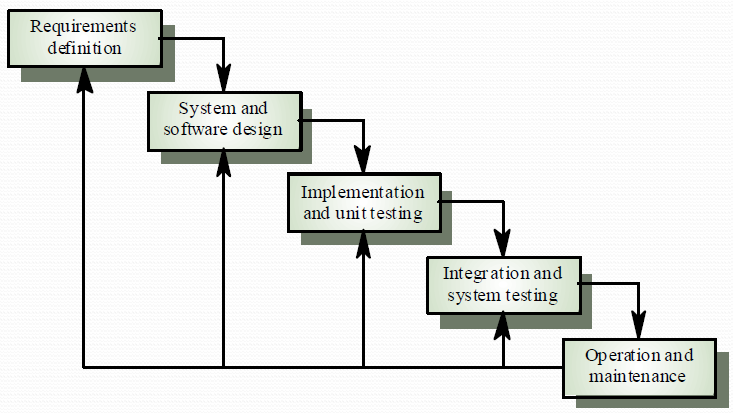 Requirements
definition
System and
software design
Implementation
and unit testing
Integration and
system testing
Operation and
maintenance